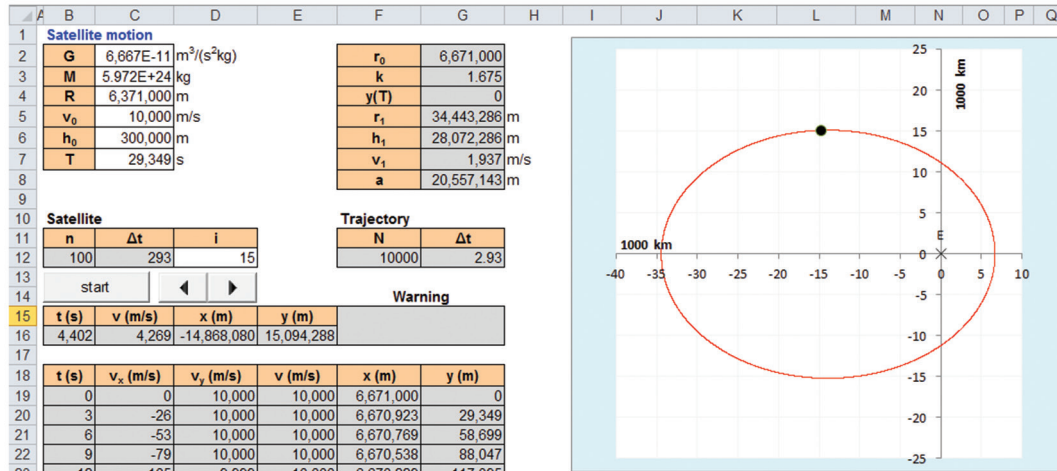 A B C D E F G H I J K L M N O P Q
1 Satellite motion
2 G 6,667E-11 m³/(s²kg) r₀ 6,671,000
3 M 5.972E+24 kg k 1.675
4 R 6,371,000 m y(T) 0
5 v₀ 10,000 m/s r₁ 34,443,286 m
6 h₀ 300,000 m h₁ 28,072,286 m
7 T 29,349 s v₁ 1,937 m/s
8 a 20,557,143 m
9
10 Satellite Trajectory
11 n Δt i N Δt
12 100 293 15 10000 2.93
13 start
14 Warning
15 t (s) v (m/s) x (m) y (m)
16 4,402 4,269 -14,868,080 15,094,288
17
18 t (s) vₓ (m/s) vᵧ (m/s) v (m/s) x (m) y (m)
19 0 0 10,000 10,000 6,671,000 0
20 3 -26 10,000 10,000 6,670,923 29,349
21 6 -53 10,000 10,000 6,670,769 58,699
22 9 -79 10,000 10,000 6,670,538 88,047
25
1000 km
20
15
10
5
E
1000 km
0
-40 -35 -30 -25 -20 -15 -10 -5 0 5 10
-5
-10
-15
-20
-25